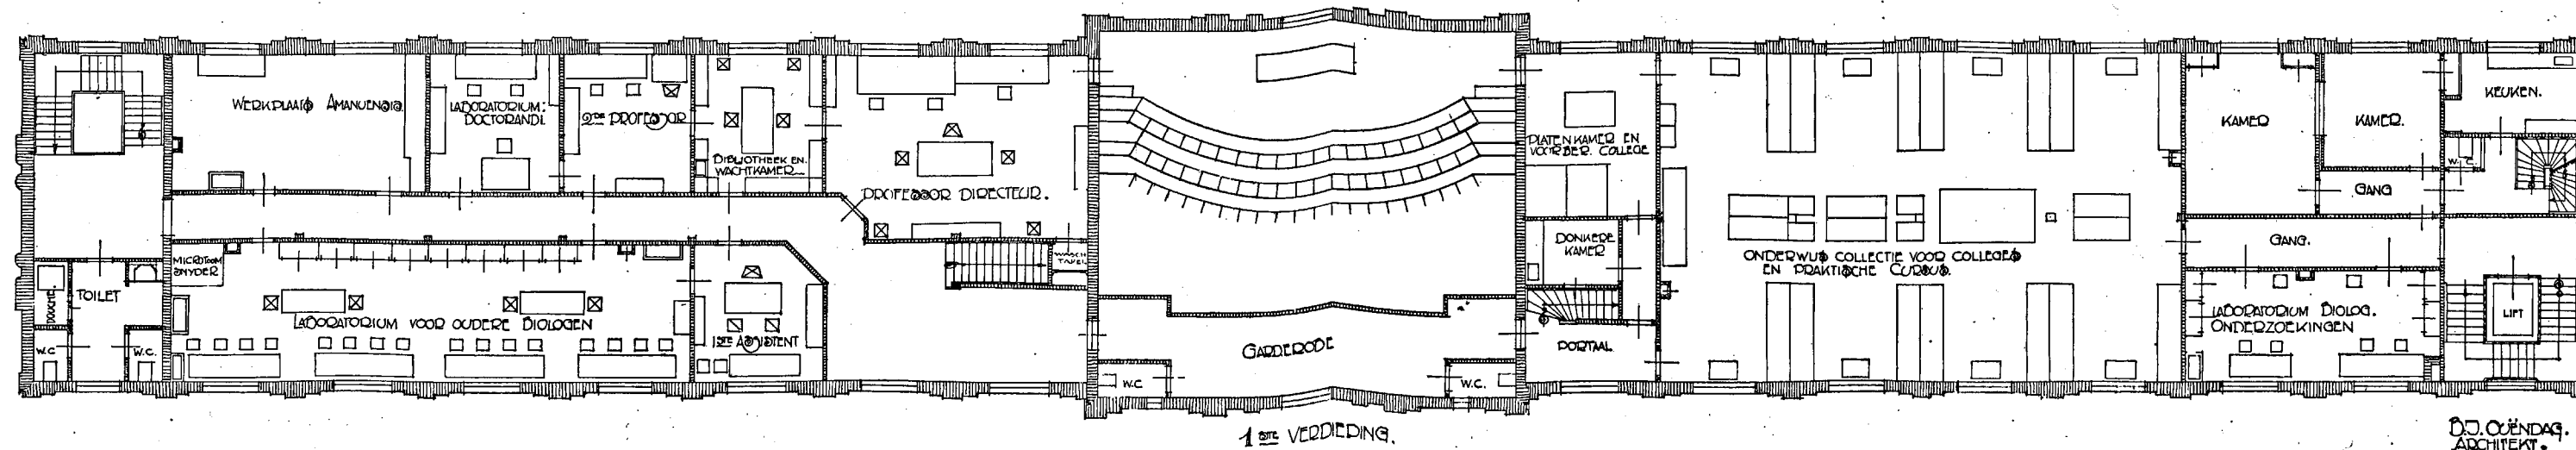 WERKPLAATS AMANUENSIS.
LABORATORIUM:
DOCTORANDI.
2DE PROFESSOR
BIBLIOTHEEK EN.
WACHTKAMER.
PROFESSOR DIRECTEUR.
WASCH
TAFEL
MICROTOOM
SNYDER
DOUCHE.
TOILET
W.C
W.C.
LABORATORIUM VOOR OUDERE BIOLOGEN
1STE ASSISTENT
GARDEROBE
W.C
W.C.
PLATENKAMER EN
VOORBER. COLLEGE
DONKERE
KAMER
PORTAAL
ONDERWIJS COLLECTIE VOOR COLLEGES
EN PRAKTISCHE CURSUS.
KAMER
KAMER.
KEUKEN.
W.C.
GANG
GANG.
LABORATORIUM BIOLOG.
ONDERZOEKINGEN
LIFT
1STE VERDIEPING.
B.J. OUËNDAG.
ARCHITEKT.